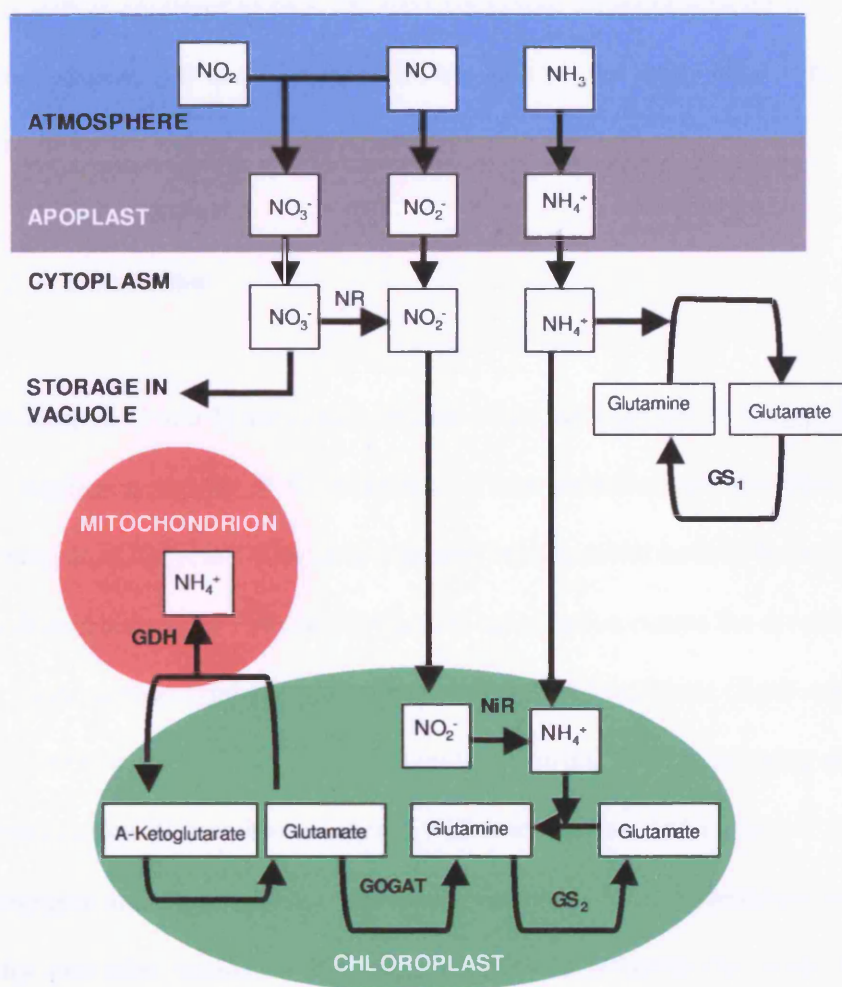 NO₂ NO NH₃
ATMOSPHERE
NO₃⁻ NO₂⁻ NH₄⁺
APOPLAST
CYTOPLASM
NO₃⁻ NR NO₂⁻ NH₄⁺
STORAGE IN
VACUOLE
Glutamine Glutamate
GS₁
MITOCHONDRION
NH₄⁺
GDH
NO₂⁻ NiR NH₄⁺
A-Ketoglutarate Glutamate Glutamine Glutamate
GOGAT GS₂
CHLOROPLAST